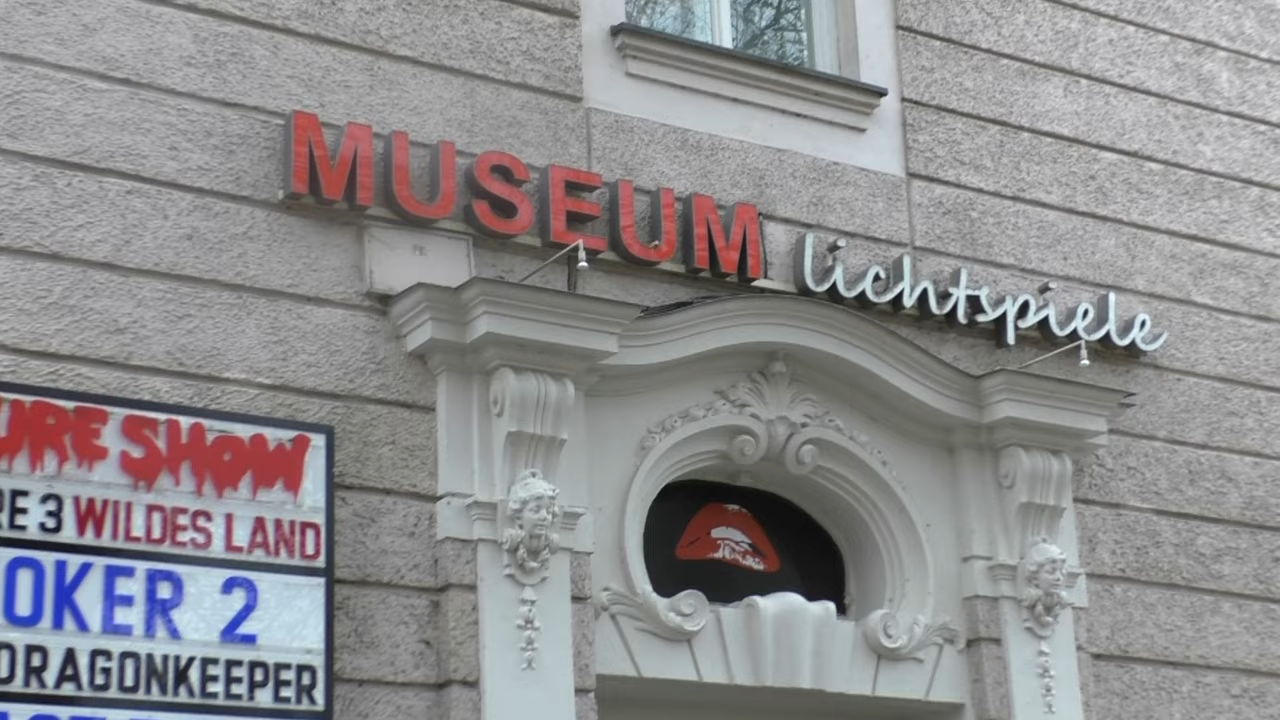 MUSEUM lichtspiele
URE SHOW
RE 3 WILDES LAND
OKER 2
DRAGONKEEPER